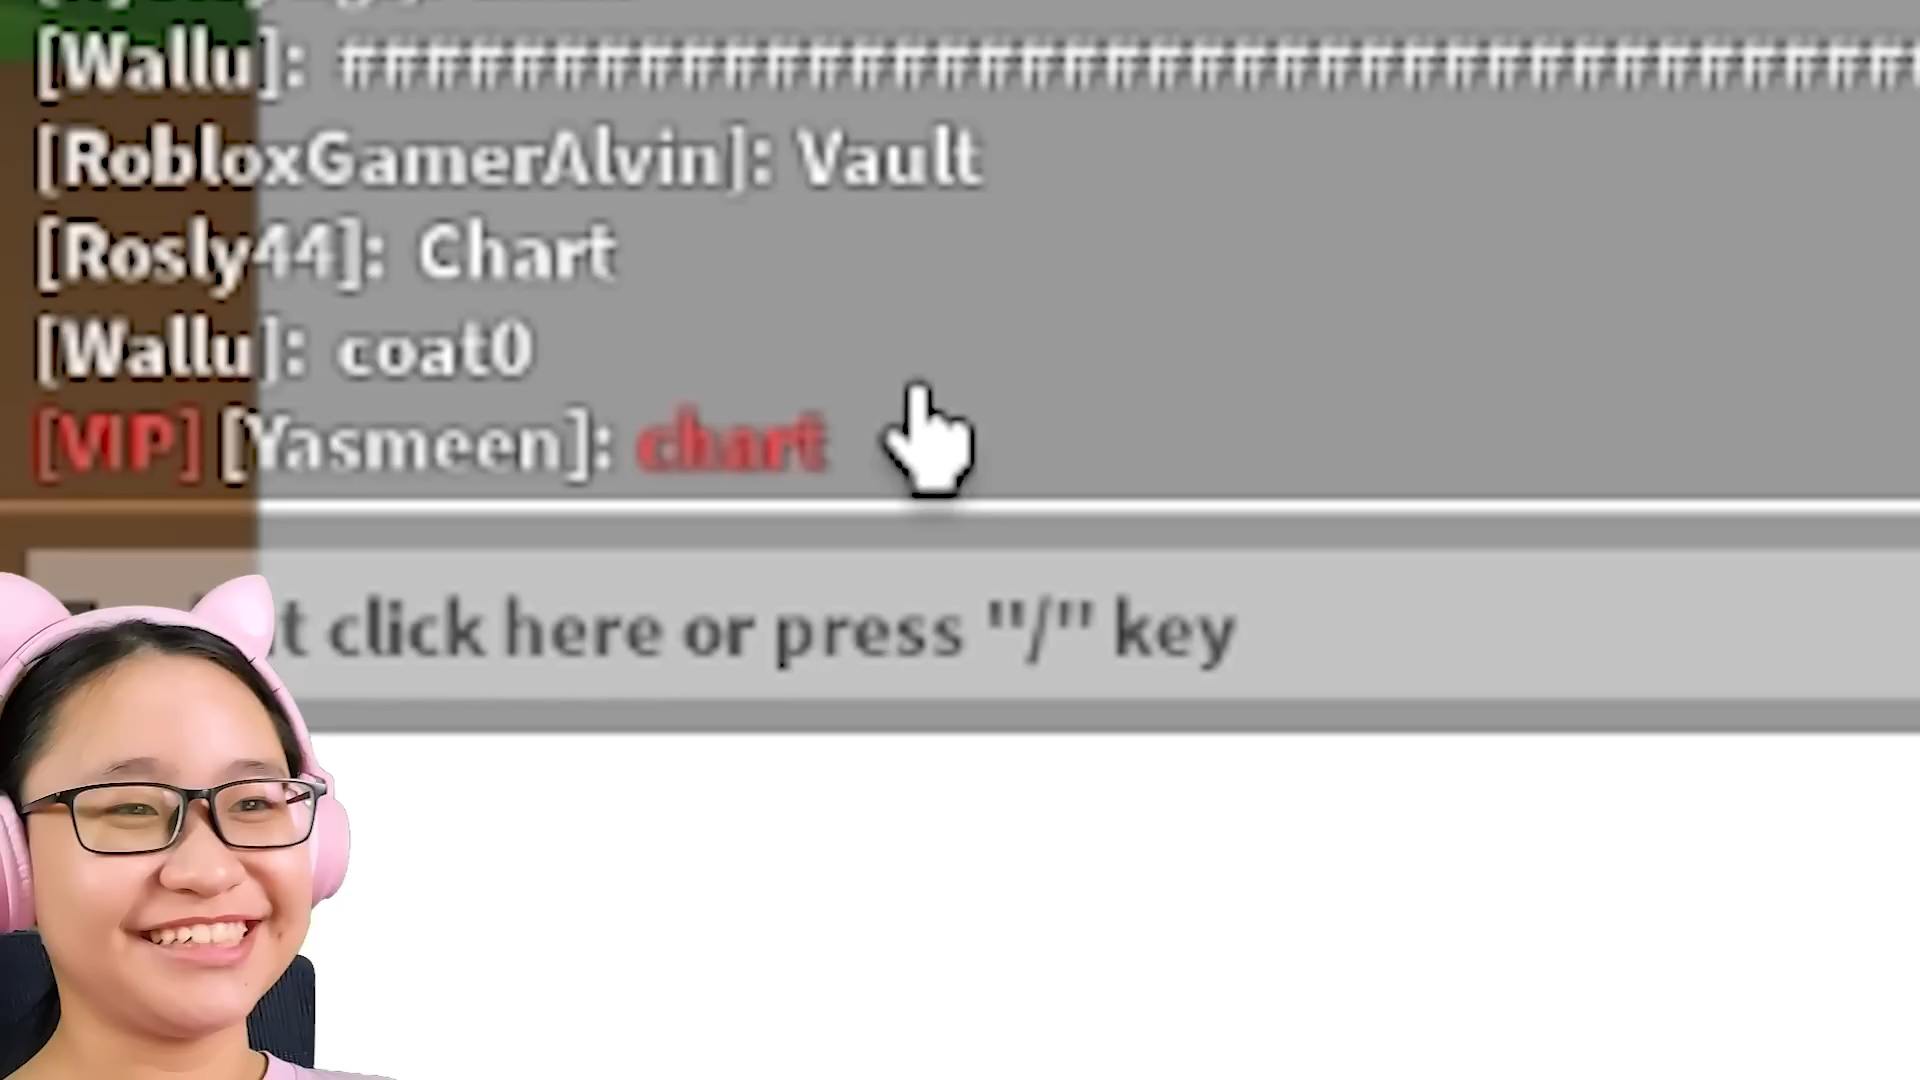 [Wallu]:
[RobloxGamerAlvin]: Vault
[Rosly44]: Chart
[Wallu]: coat0
[VIP] [Yasmeen]: chart
click here or press "/" key